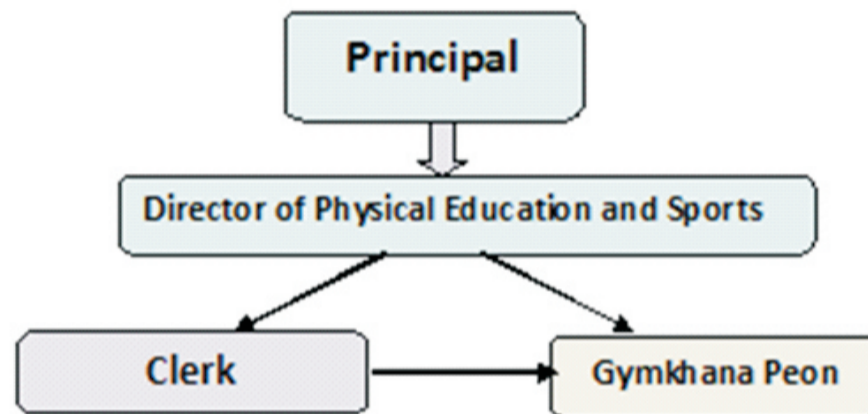 Principal
Director of Physical Education and Sports
Clerk
Gymkhana Peon